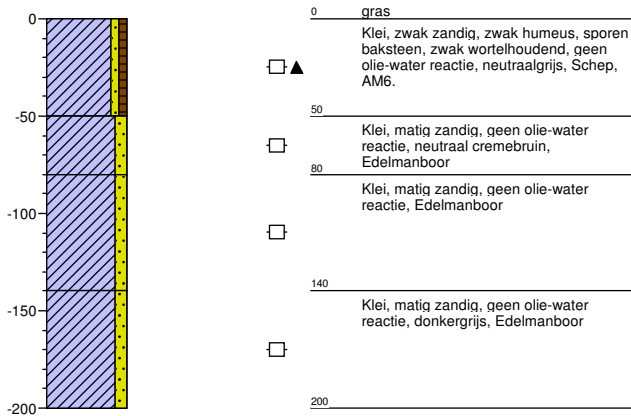 0
-50
-100
-150
-200
0
gras
Klei, zwak zandig, zwak humeus, sporen
baksteen, zwak wortelhoudend, geen
olie-water reactie, neutraalgrijs, Schep,
AM6.
50
Klei, matig zandig, geen olie-water
reactie, neutraal cremebruin,
Edelmanboor
80
Klei, matig zandig, geen olie-water
reactie, Edelmanboor
140
Klei, matig zandig, geen olie-water
reactie, donkergrijs, Edelmanboor
200